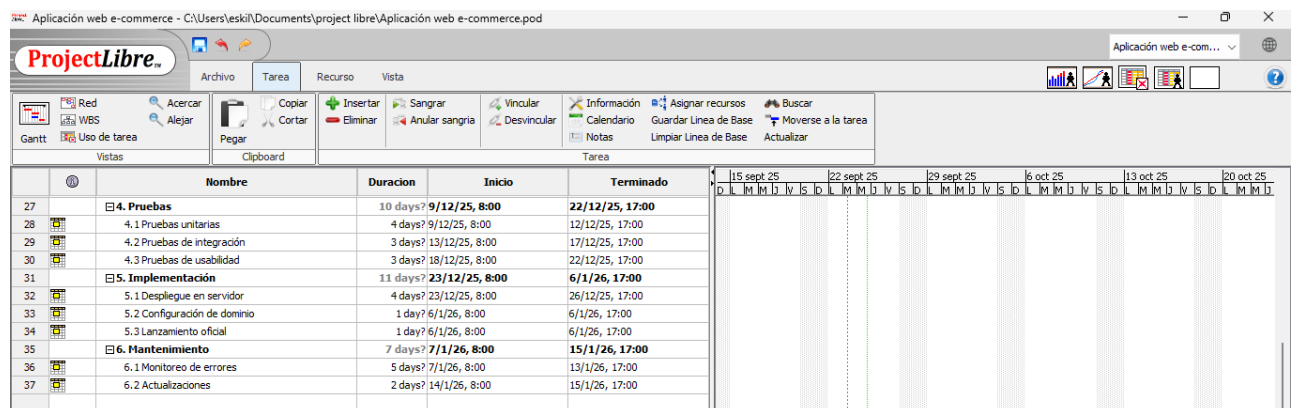 Aplicación web e-commerce - C:\Users\eskil\Documents\project libre\Aplicación web e-commerce.pod
ProjectLibre
Aplicación web e-com...
Archivo Tarea Recurso Vista
Gantt
Red
WBS
Uso de tarea
Acercar
Alejar
Vistas
Pegar
Copiar
Cortar
Clipboard
Insertar
Eliminar
Sangrar
Anular sangria
Vincular
Desvincular
Información
Calendario
Notas
Asignar recursos
Guardar Linea de Base
Limpiar Linea de Base
Buscar
Moverse a la tarea
Actualizar
Tarea
Nombre Duracion Inicio Terminado
15 sept 25 22 sept 25 29 sept 25 6 oct 25 13 oct 25 20 oct 25
D L M M J V S D L M M J V S D L M M J V S D L M M J V S D L M M J V S D L M M J
27 4. Pruebas 10 days? 9/12/25, 8:00 22/12/25, 17:00
28 4.1 Pruebas unitarias 4 days? 9/12/25, 8:00 12/12/25, 17:00
29 4.2 Pruebas de integración 3 days? 13/12/25, 8:00 17/12/25, 17:00
30 4.3 Pruebas de usabilidad 3 days? 18/12/25, 8:00 22/12/25, 17:00
31 5. Implementación 11 days? 23/12/25, 8:00 6/1/26, 17:00
32 5.1 Despliegue en servidor 4 days? 23/12/25, 8:00 26/12/25, 17:00
33 5.2 Configuración de dominio 1 day? 6/1/26, 8:00 6/1/26, 17:00
34 5.3 Lanzamiento oficial 1 day? 6/1/26, 8:00 6/1/26, 17:00
35 6. Mantenimiento 7 days? 7/1/26, 8:00 15/1/26, 17:00
36 6.1 Monitoreo de errores 5 days? 7/1/26, 8:00 13/1/26, 17:00
37 6.2 Actualizaciones 2 days? 14/1/26, 8:00 15/1/26, 17:00